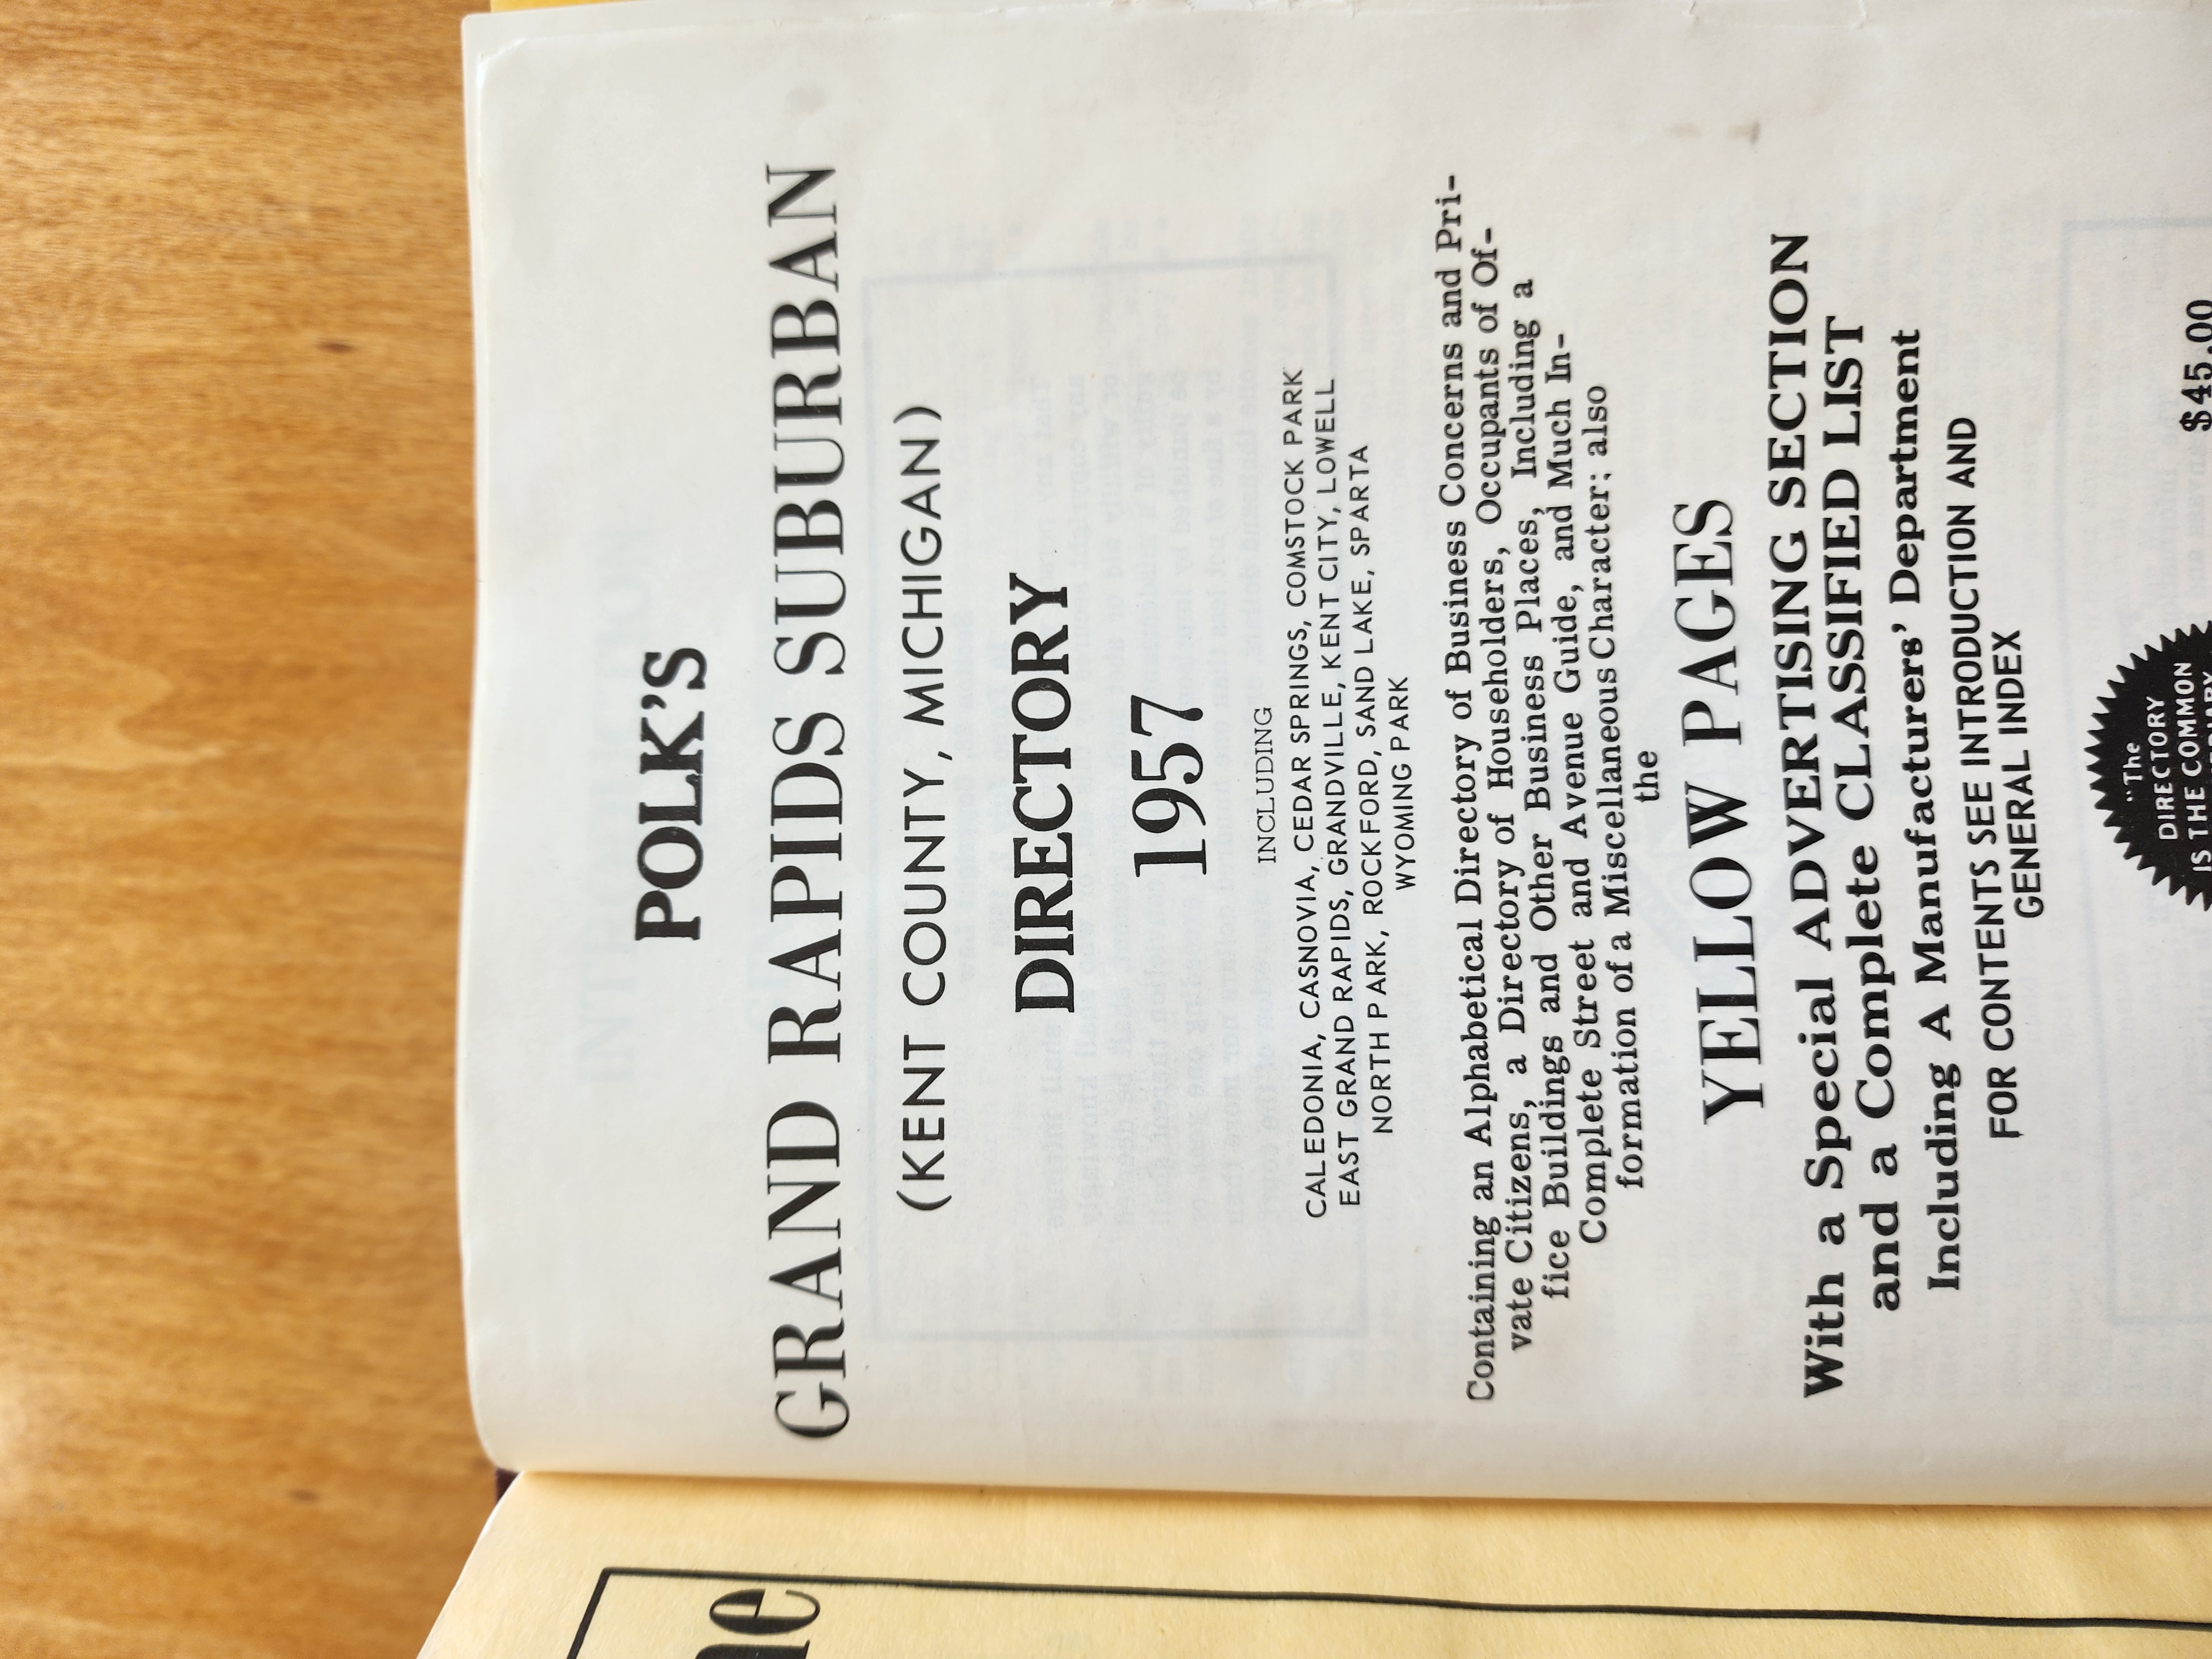 POLK'S
GRAND RAPIDS SUBURBAN
(KENT COUNTY, MICHIGAN)
DIRECTORY
1957
INCLUDING
CALEDONIA, CASNOVIA, CEDAR SPRINGS, COMSTOCK PARK
EAST GRAND RAPIDS, GRANDVILLE, KENT CITY, LOWELL
NORTH PARK, ROCKFORD, SAND LAKE, SPARTA
WYOMING PARK
Containing an Alphabetical Directory of Business Concerns and Pri-
vate Citizens, a Directory of Householders, Occupants of Of-
fice Buildings and Other Business Places, Including a
Complete Street and Avenue Guide, and Much In-
formation of a Miscellaneous Character; also
the
YELLOW PAGES
With a Special ADVERTISING SECTION
and a Complete CLASSIFIED LIST
Including A Manufacturers' Department
FOR CONTENTS SEE INTRODUCTION AND
GENERAL INDEX
"The
DIRECTORY
IS THE COMMON
$45.00